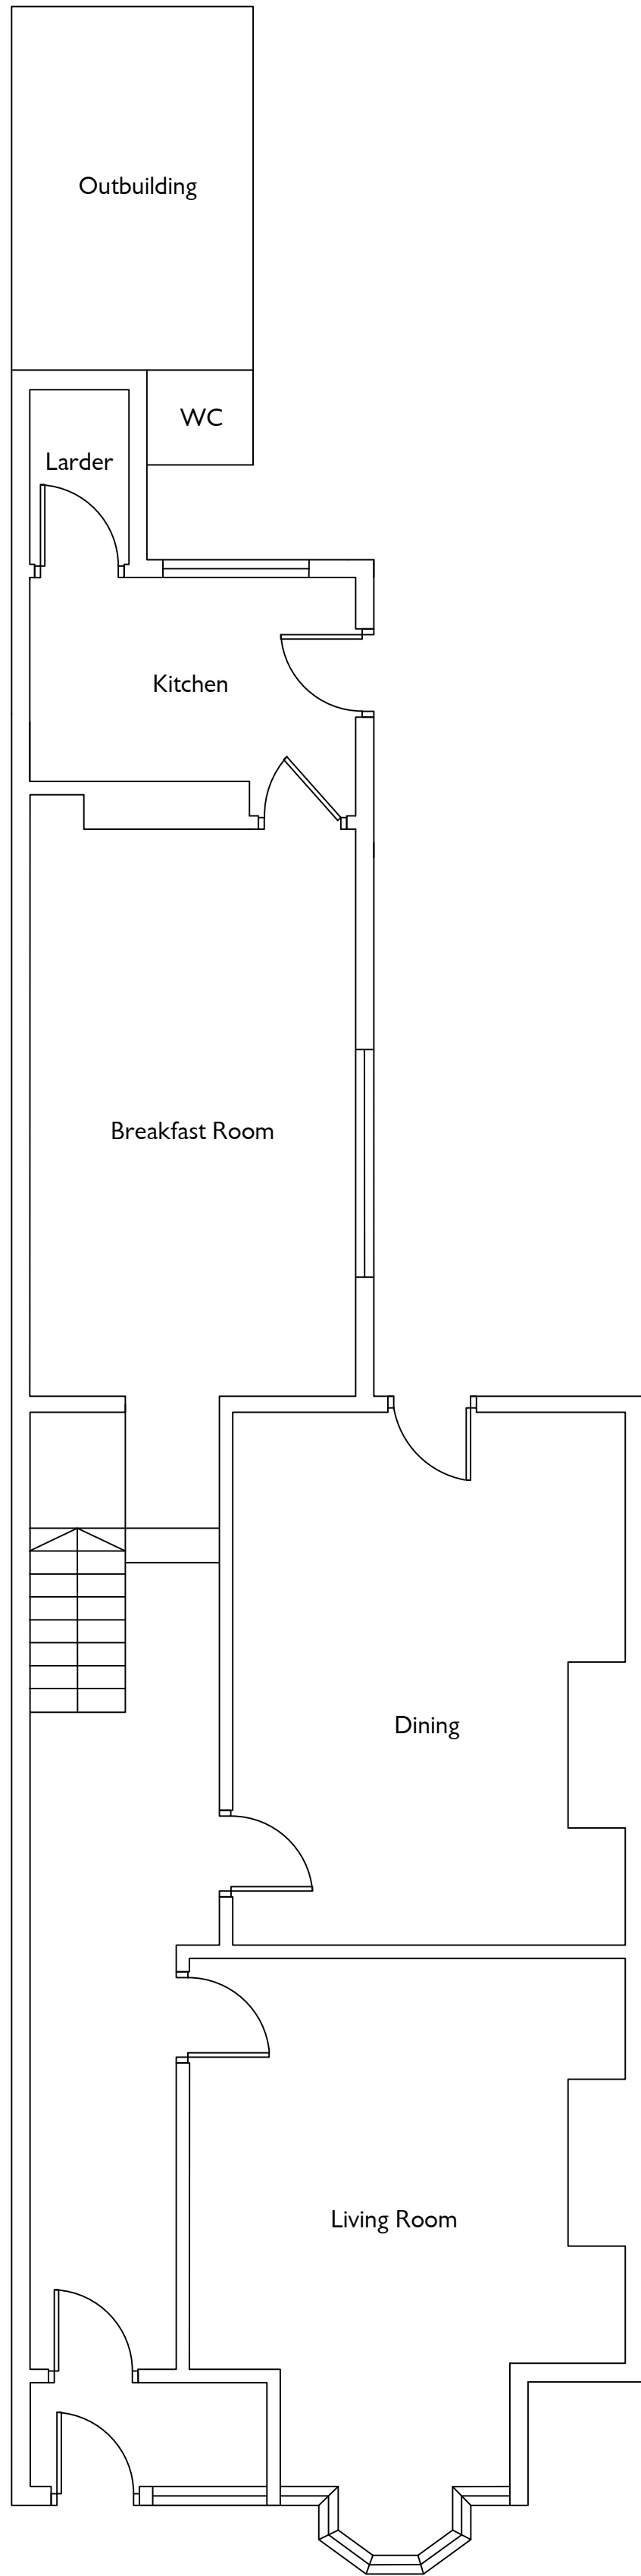 Outbuilding
WC
Larder
Kitchen
Breakfast Room
Dining
Living Room